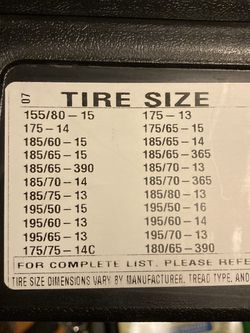 07
TIRE SIZE
155/80 – 15 175 – 13
175 – 14 175/65 – 15
185/60 – 15 185/65 – 14
185/65 – 15 185/65 – 365
185/65 – 390 185/70 – 13
185/70 – 14 185/70 – 365
185/75 – 13 185/80 – 13
195/50 – 15 195/50 – 16
195/60 – 13 195/60 – 14
195/65 – 13 195/70 – 13
175/75 – 14C 180/65 – 390
FOR COMPLETE LIST, PLEASE REFE
TIRE SIZE DIMENSIONS VARY BY MANUFACTURER, TREAD TYPE, AND